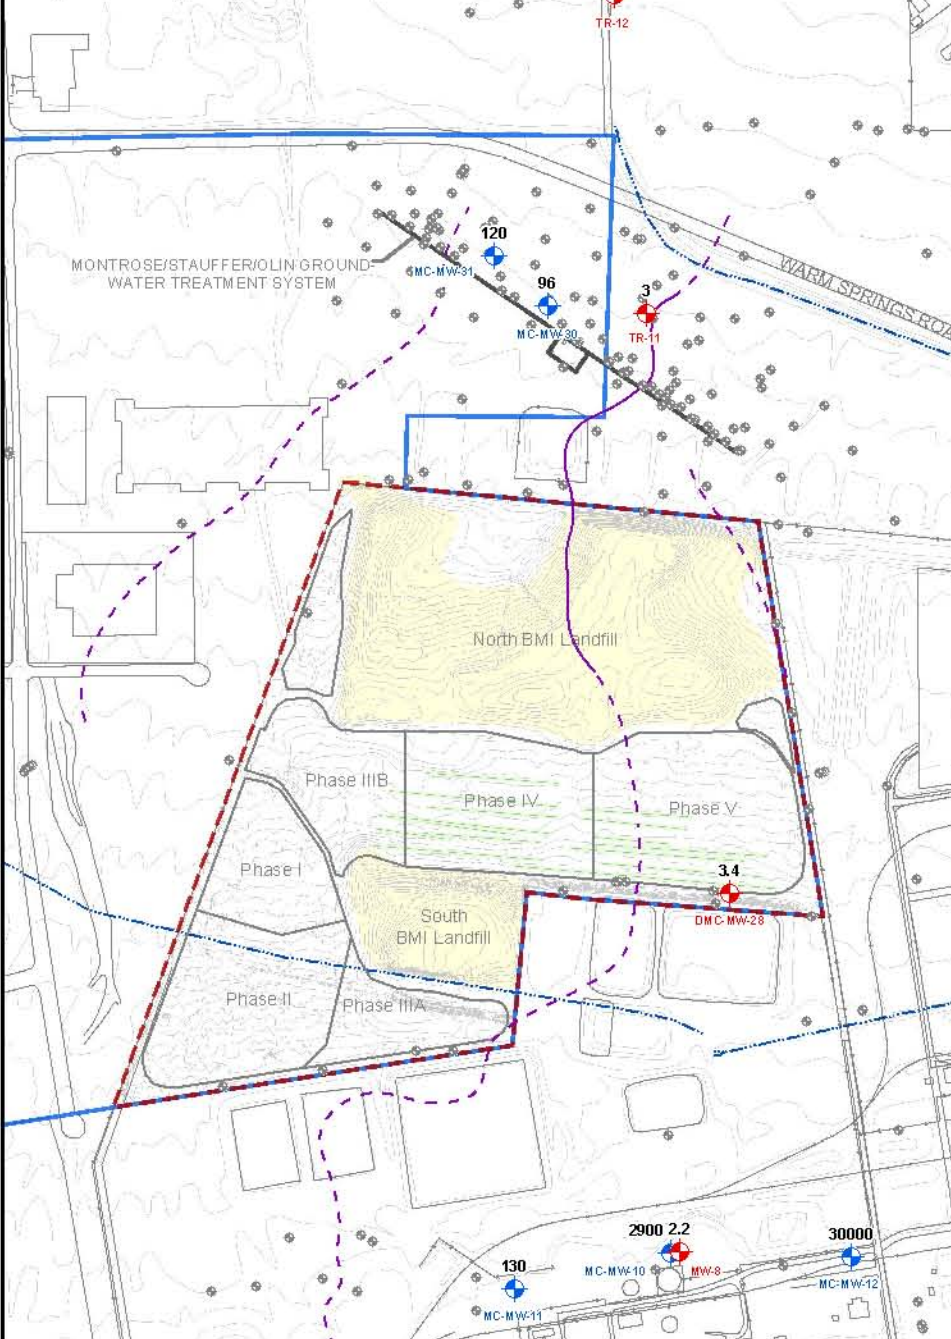 TR-12
120
MONTROSE/STAUFFER/OLIN GROUND-
WATER TREATMENT SYSTEM
MC-MW-31
96
MC-MW-30
3
TR-11
WARM SPRINGS ROA
North BMI Landfill
Phase IIIB
Phase IV
Phase V
Phase I
3.4
DMC-MW-28
South
BMI Landfill
Phase II
Phase IIIA
2900 2.2
MC-MW-10
MW-8
30000
MC-MW-12
130
MC-MW-11